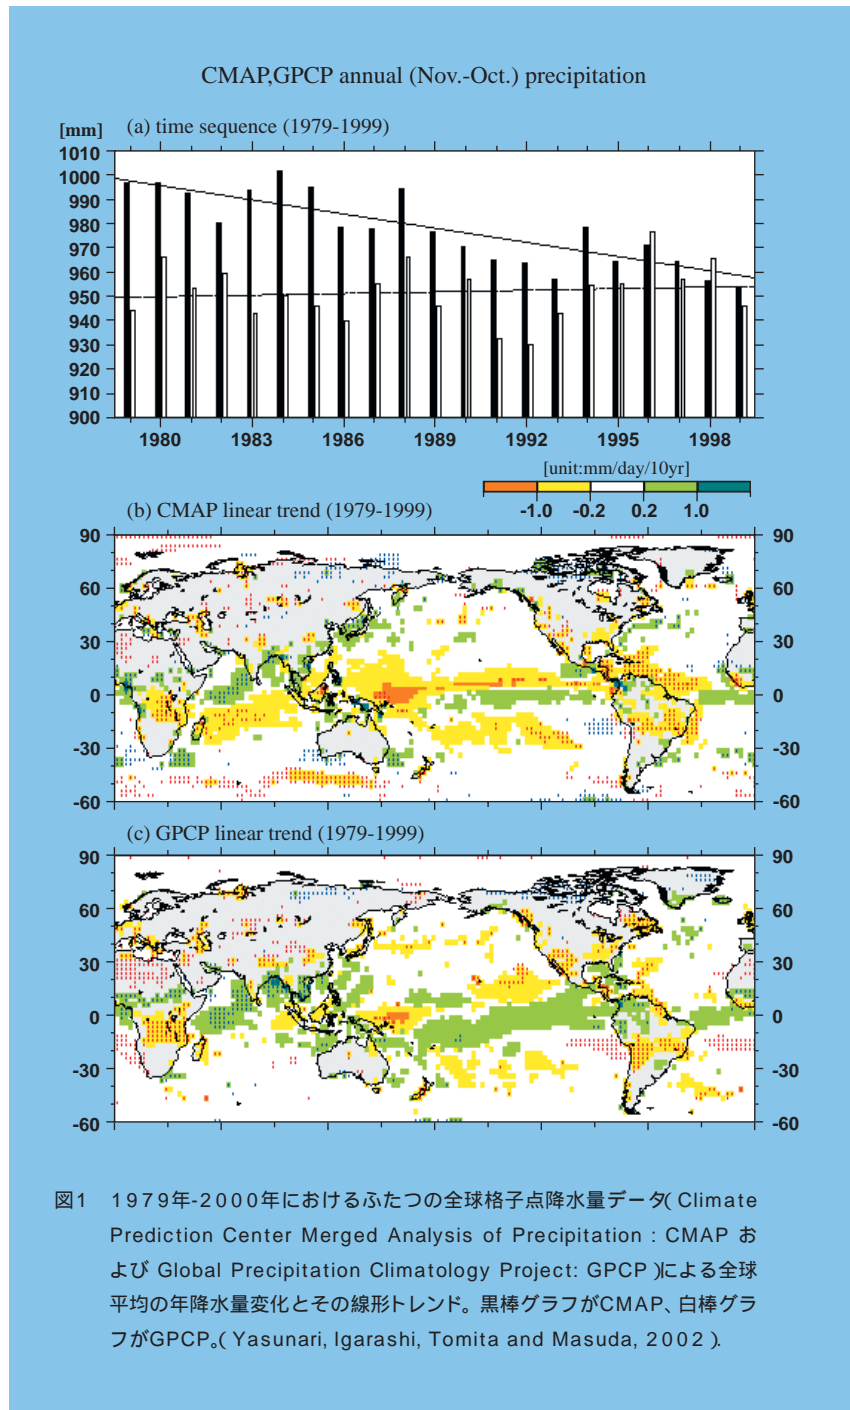 CMAP,GPCP annual (Nov.-Oct.) precipitation
[mm]
(a) time sequence (1979-1999)
1010
1000
990
980
970
960
950
940
930
920
910
900
1980 1983 1986 1989 1992 1995 1998
[unit:mm/day/10yr]
-1.0 -0.2 0.2 1.0
(b) CMAP linear trend (1979-1999)
90 90
60 60
30 30
0 0
-30 -30
-60 -60
(c) GPCP linear trend (1979-1999)
90 90
60 60
30 30
0 0
-30 -30
-60 -60
図1 1979年-2000年におけるふたつの全球格子点降水量データ( Climate
Prediction Center Merged Analysis of Precipitation : CMAP お
よび Global Precipitation Climatology Project: GPCP )による全球
平均の年降水量変化とその線形トレンド。黒棒グラフがCMAP、白棒グラ
フがGPCP。( Yasunari, Igarashi, Tomita and Masuda, 2002 ).